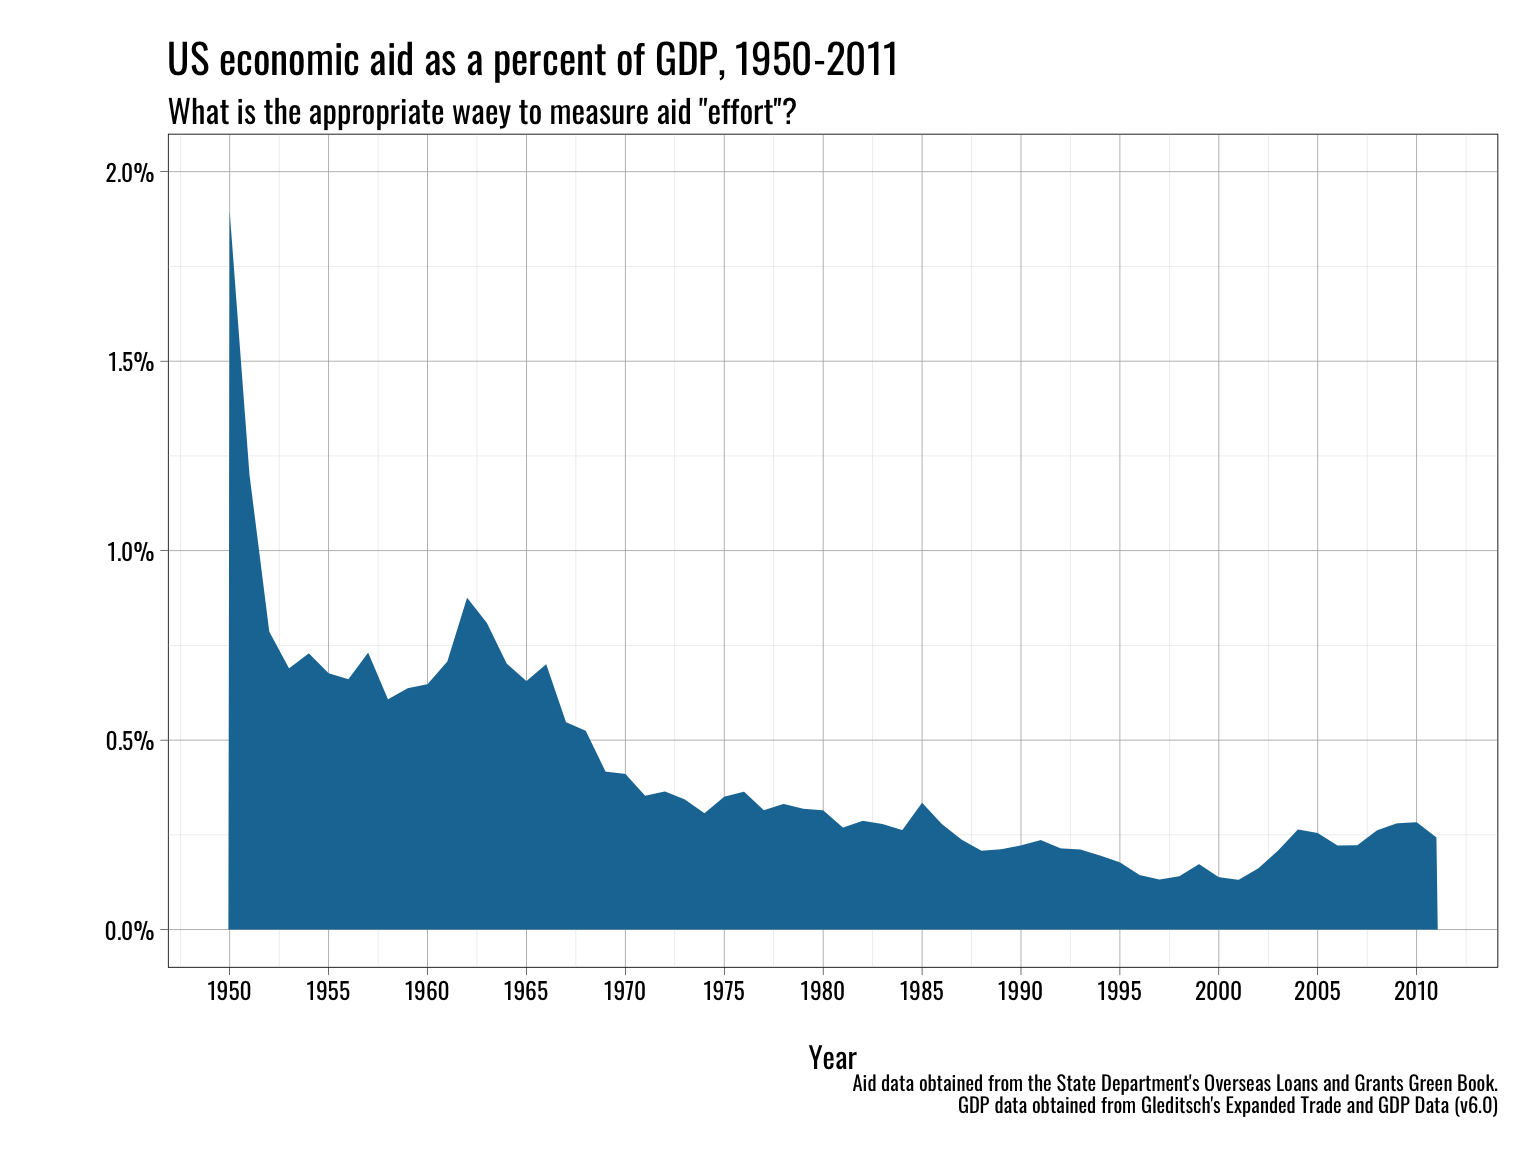 US economic aid as a percent of GDP, 1950-2011
What is the appropriate waey to measure aid "effort"?
2.0%
1.5%
1.0%
0.5%
0.0%
1950 1955 1960 1965 1970 1975 1980 1985 1990 1995 2000 2005 2010
Year
Aid data obtained from the State Department's Overseas Loans and Grants Green Book.
GDP data obtained from Gleditsch's Expanded Trade and GDP Data (v6.0)